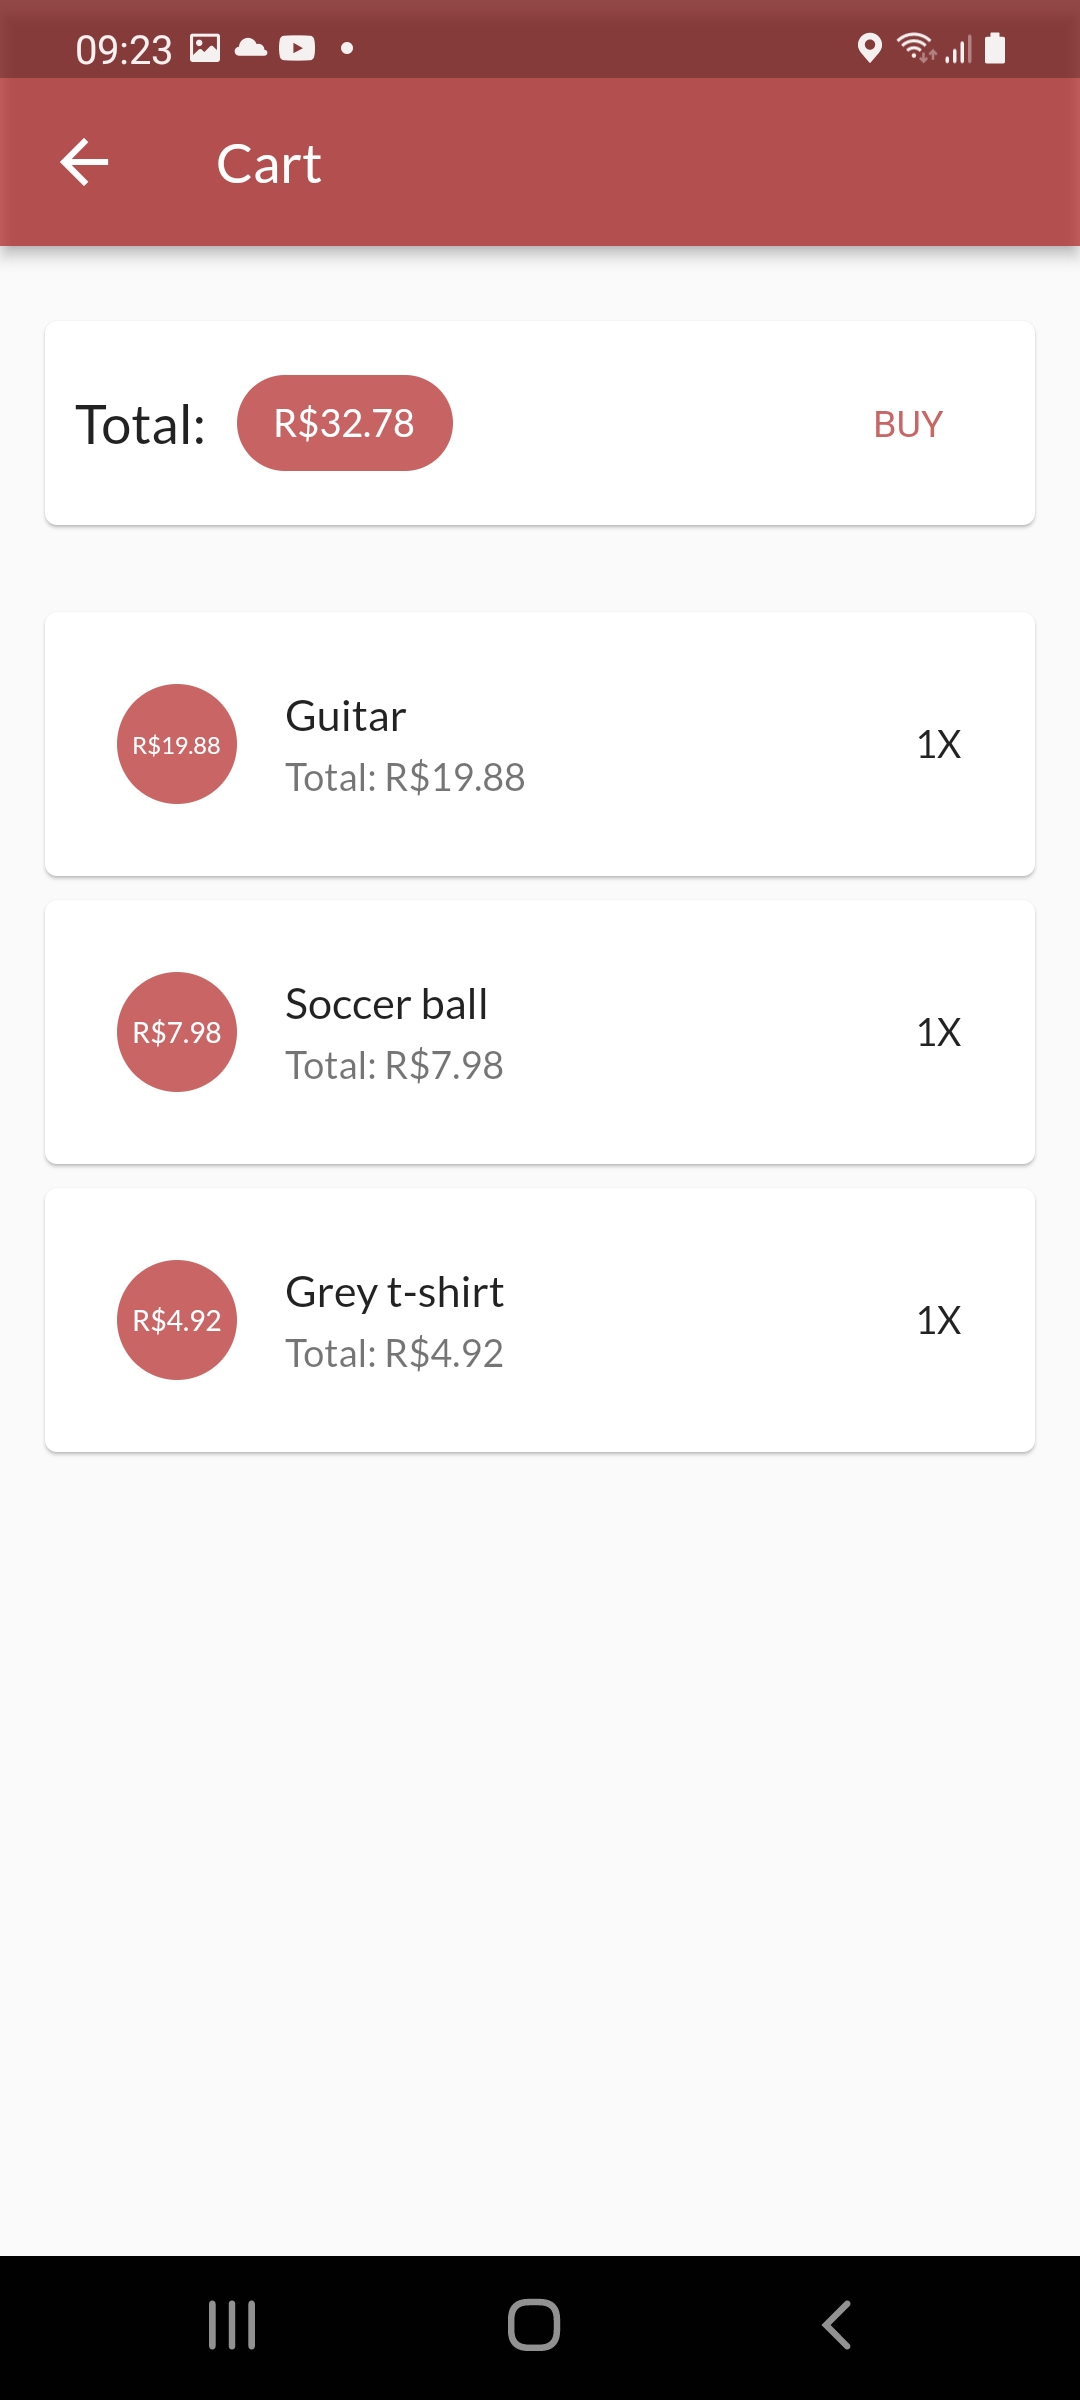 09:23
Cart
Total: R$32.78 BUY
R$19.88
Guitar
Total: R$19.88
1X
R$7.98
Soccer ball
Total: R$7.98
1X
R$4.92
Grey t-shirt
Total: R$4.92
1X